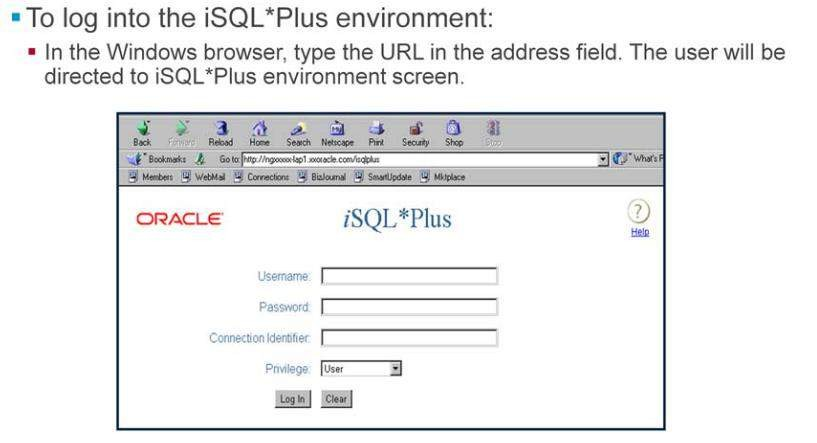 To log into the iSQL*Plus environment:
In the Windows browser, type the URL in the address field. The user will be
directed to iSQL*Plus environment screen.
Back Forward Reload Home Search Netscape Print Security Shop Stop
Bookmarks Go to: http://ngxxxxx-lap1.xxoracle.com/isqlplus What's R
Members WebMail Connections BizJournal SmartUpdate Mktplace
ORACLE iSQL*Plus
Help
Username:
Password:
Connection Identifier:
Privilege: User
Log In Clear